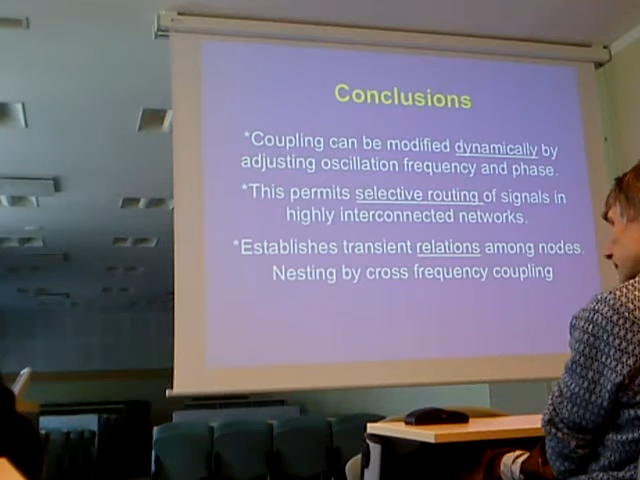 Conclusions
*Coupling can be modified dynamically by
adjusting oscillation frequency and phase.
*This permits selective routing of signals in
highly interconnected networks.
*Establishes transient relations among nodes.
Nesting by cross frequency coupling